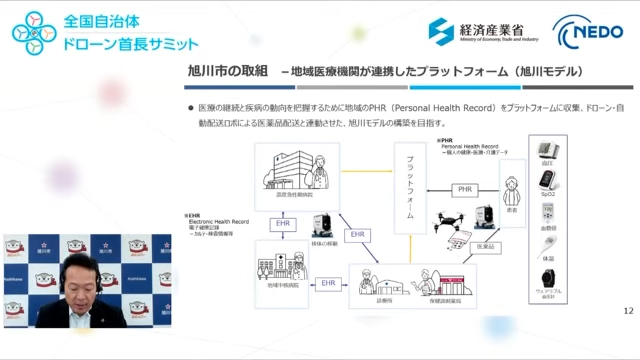 全国自治体
ドローン首長サミット
経済産業省
Ministry of Economy, Trade and Industry
NEDO
旭川市の取組 －地域医療機関が連携したプラットフォーム（旭川モデル）
● 医療の継続と疾病の動向を把握するために地域のPHR（Personal Health Record）をプラットフォームに収集、ドローン・自
動配送ロボによる医薬品配送と連動させた、旭川モデルの構築を目指す。
※PHR
Personal Health Record
－個人の健康・医療・介護データ
プラットフォーム
高度急性期病院
PHR
患者
血圧
SpO2
血糖値
体温
ウェアラブル
血圧計
※EHR
Electronic Health Record
電子健康記録
－カルテ・検査情報等
EHR
検体の移動
EHR
医薬品
地域中核病院
EHR
診療所
保険調剤薬局
旭川市
Asahikawa
12